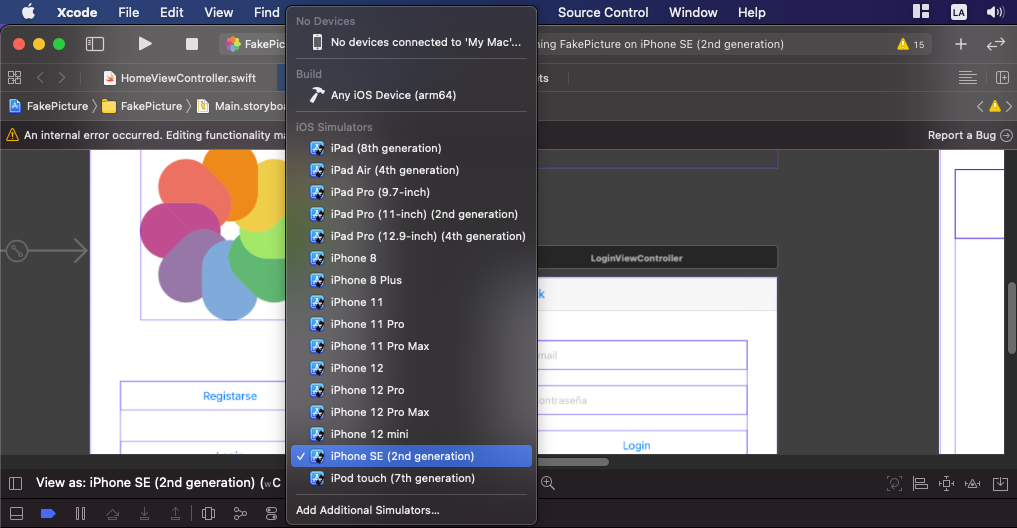 Xcode File Edit View Find Source Control Window Help LA
No Devices
No devices connected to 'My Mac'...
FakePic
ning FakePicture on iPhone SE (2nd generation) 15
Build
HomeViewController.swift
ets
Any iOS Device (arm64)
FakePicture FakePicture Main.storyboa
iOS Simulators
An internal error occurred. Editing functionality ma
Report a Bug
iPad (8th generation)
iPad Air (4th generation)
iPad Pro (9.7-inch)
iPad Pro (11-inch) (2nd generation)
iPad Pro (12.9-inch) (4th generation)
iPhone 8
LoginViewController
iPhone 8 Plus
k
iPhone 11
iPhone 11 Pro
iPhone 11 Pro Max
mail
iPhone 12
iPhone 12 Pro
Registarse
ontraseña
iPhone 12 Pro Max
iPhone 12 mini
Login
iPhone SE (2nd generation)
iPod touch (7th generation)
View as: iPhone SE (2nd generation) (wC
Add Additional Simulators...